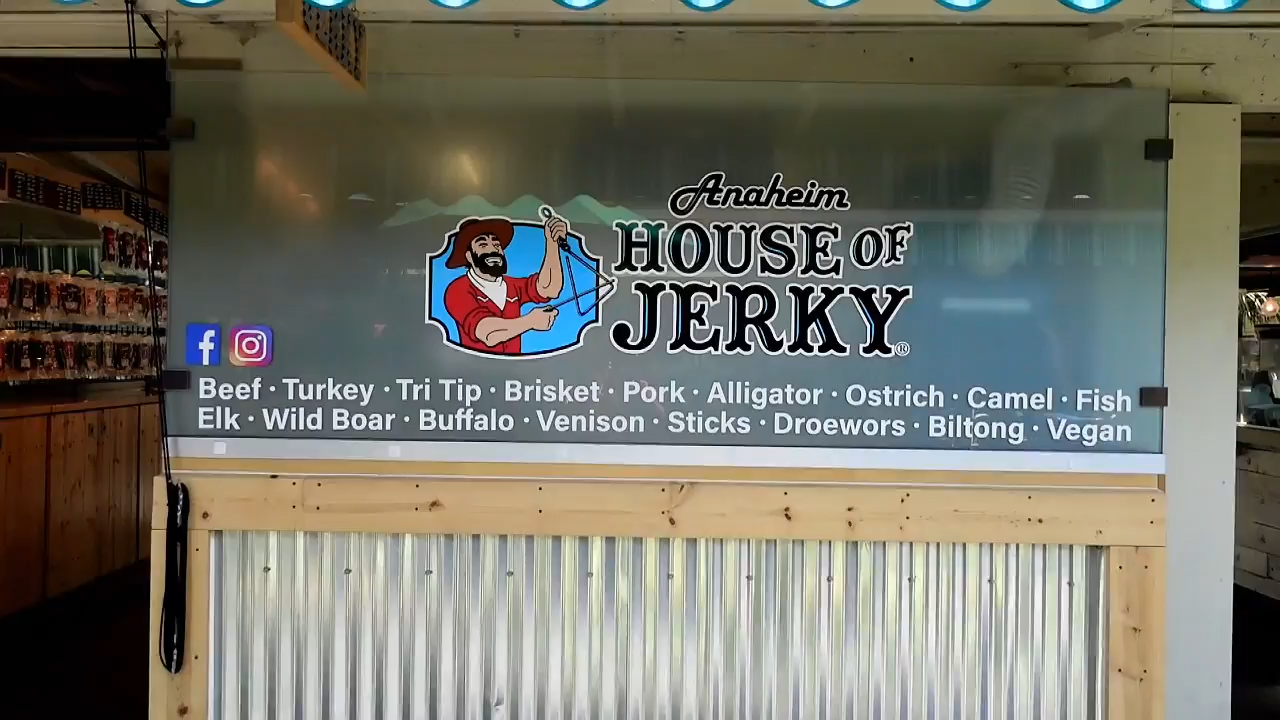 Anaheim
HOUSE OF
JERKY®
Beef · Turkey · Tri Tip · Brisket · Pork · Alligator · Ostrich · Camel · Fish
Elk · Wild Boar · Buffalo · Venison · Sticks · Droewors · Biltong · Vegan